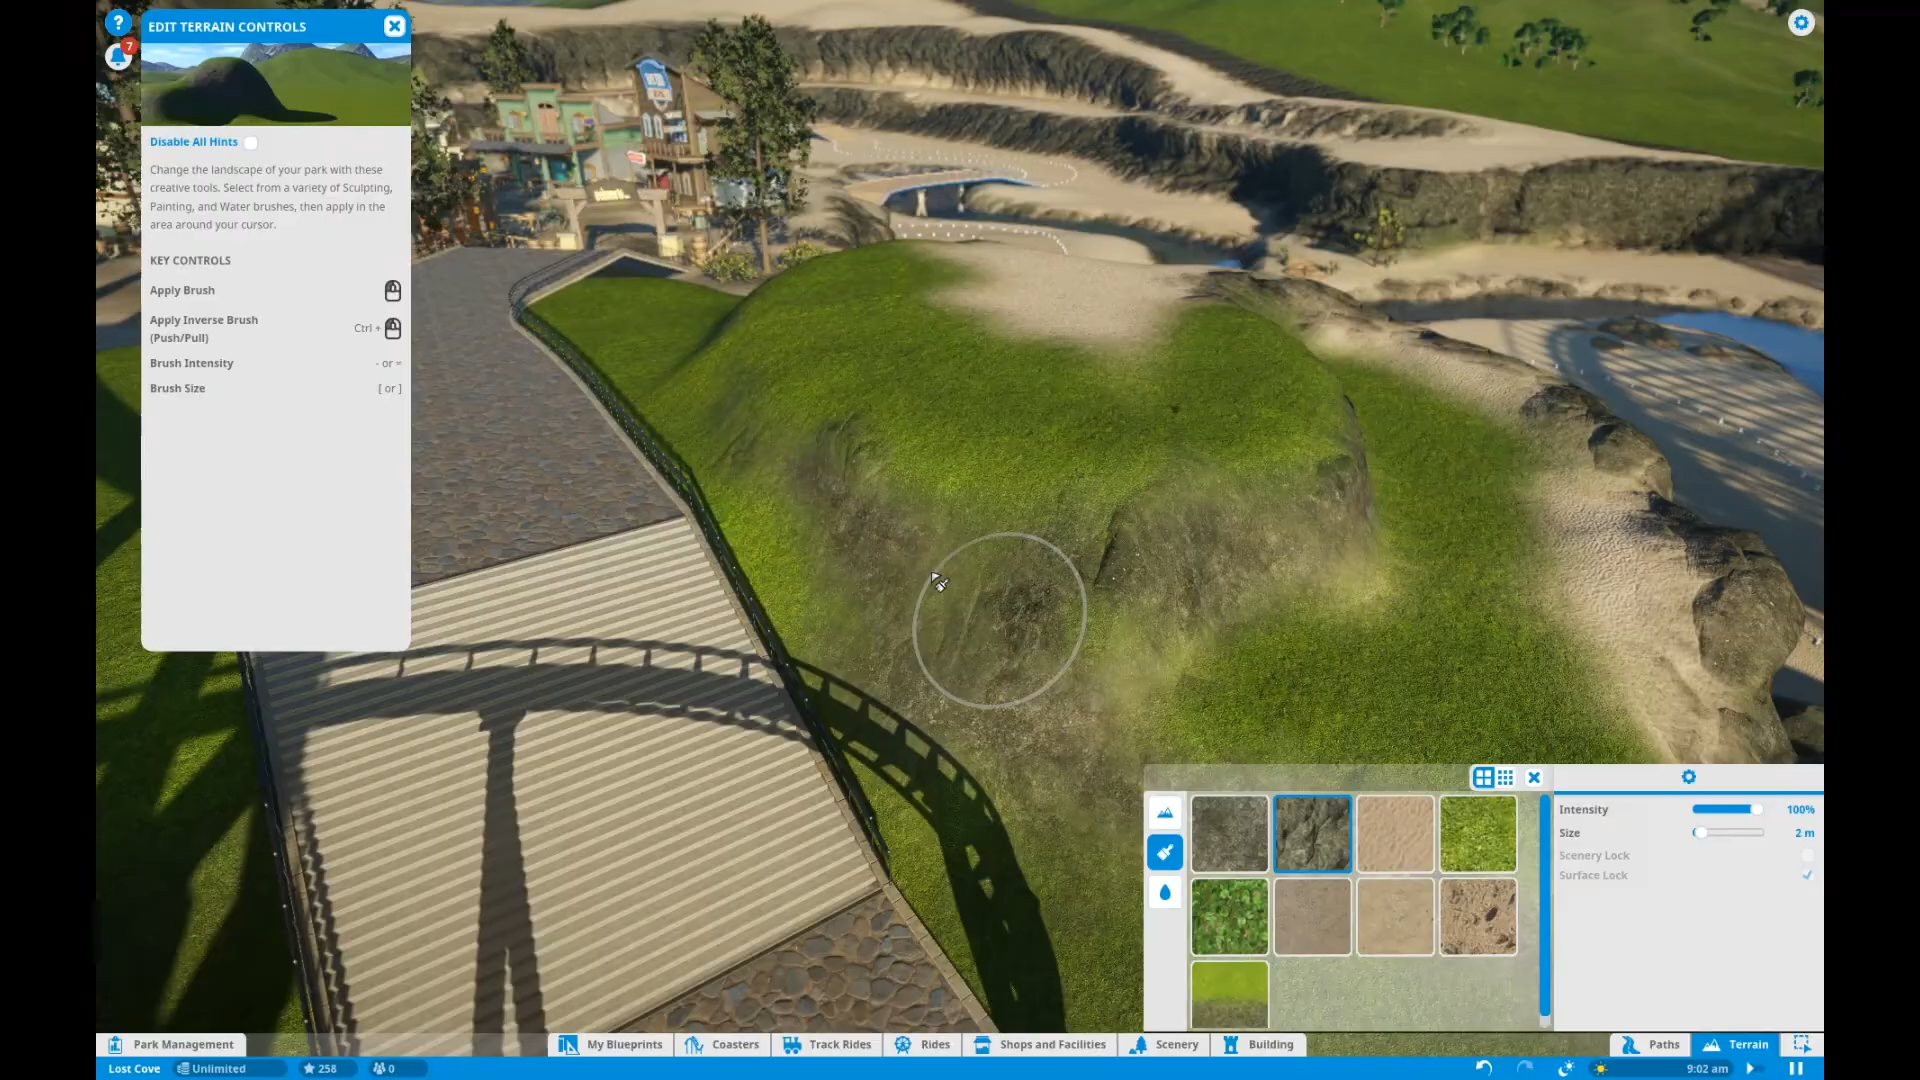 ?
EDIT TERRAIN CONTROLS
7
Disable All Hints
Change the landscape of your park with these
creative tools. Select from a variety of Sculpting,
Painting, and Water brushes, then apply in the
area around your cursor.
KEY CONTROLS
Apply Brush
Apply Inverse Brush
(Push/Pull)
Ctrl +
Brush Intensity
- or =
Brush Size
[ or ]
Intensity
100%
Size
2 m
Scenery Lock
Surface Lock
Park Management
My Blueprints
Coasters
Track Rides
Rides
Shops and Facilities
Scenery
Building
Paths
Terrain
Lost Cove
Unlimited
258
0
9:02 am